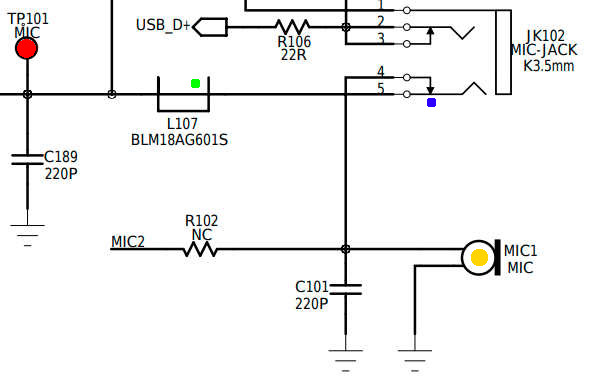 TP101
MIC
USB_D+
R106
22R
1
2
3
4
5
JK102
MIC-JACK
K3.5mm
L107
BLM18AG601S
C189
220P
R102
NC
MIC2
C101
220P
MIC1
MIC